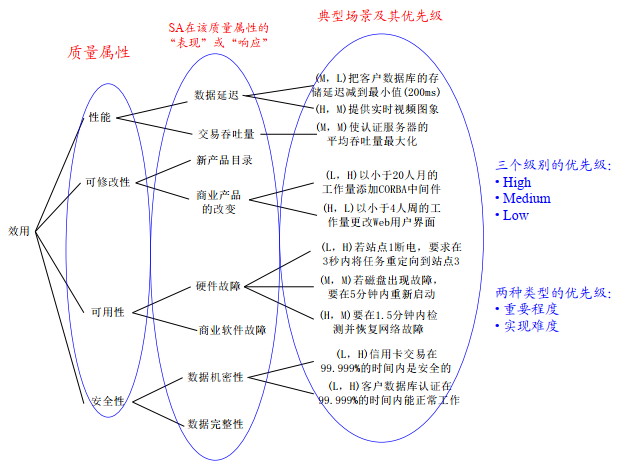 质量属性
SA在该质量属性的
“表现”或“响应”
典型场景及其优先级
效用
性能
可修改性
可用性
安全性
数据延迟
交易吞吐量
新产品目录
商业产品
的改变
硬件故障
商业软件故障
数据机密性
数据完整性
(M, L)把客户数据库的存
储延迟减到最小值(200ms)
(H, M)提供实时视频图象
(M, M)使认证服务器的
平均吞吐量最大化
(L, H)以小于20人月的
工作量添加CORBA中间件
(H, L)以小于4人周的工
作量更改Web用户界面
(L, H)若站点1断电，要求在
3秒内将任务重定向到站点3
(M, M)若磁盘出现故障，
要在5分钟内重新启动
(H, M)要在1.5分钟内检
测并恢复网络故障
(L, H)信用卡交易在
99.999%的时间内是安全的
(L, H)客户数据库认证在
99.999%的时间内能正常工作
三个级别的优先级:
• High
• Medium
• Low
两种类型的优先级:
• 重要程度
• 实现难度